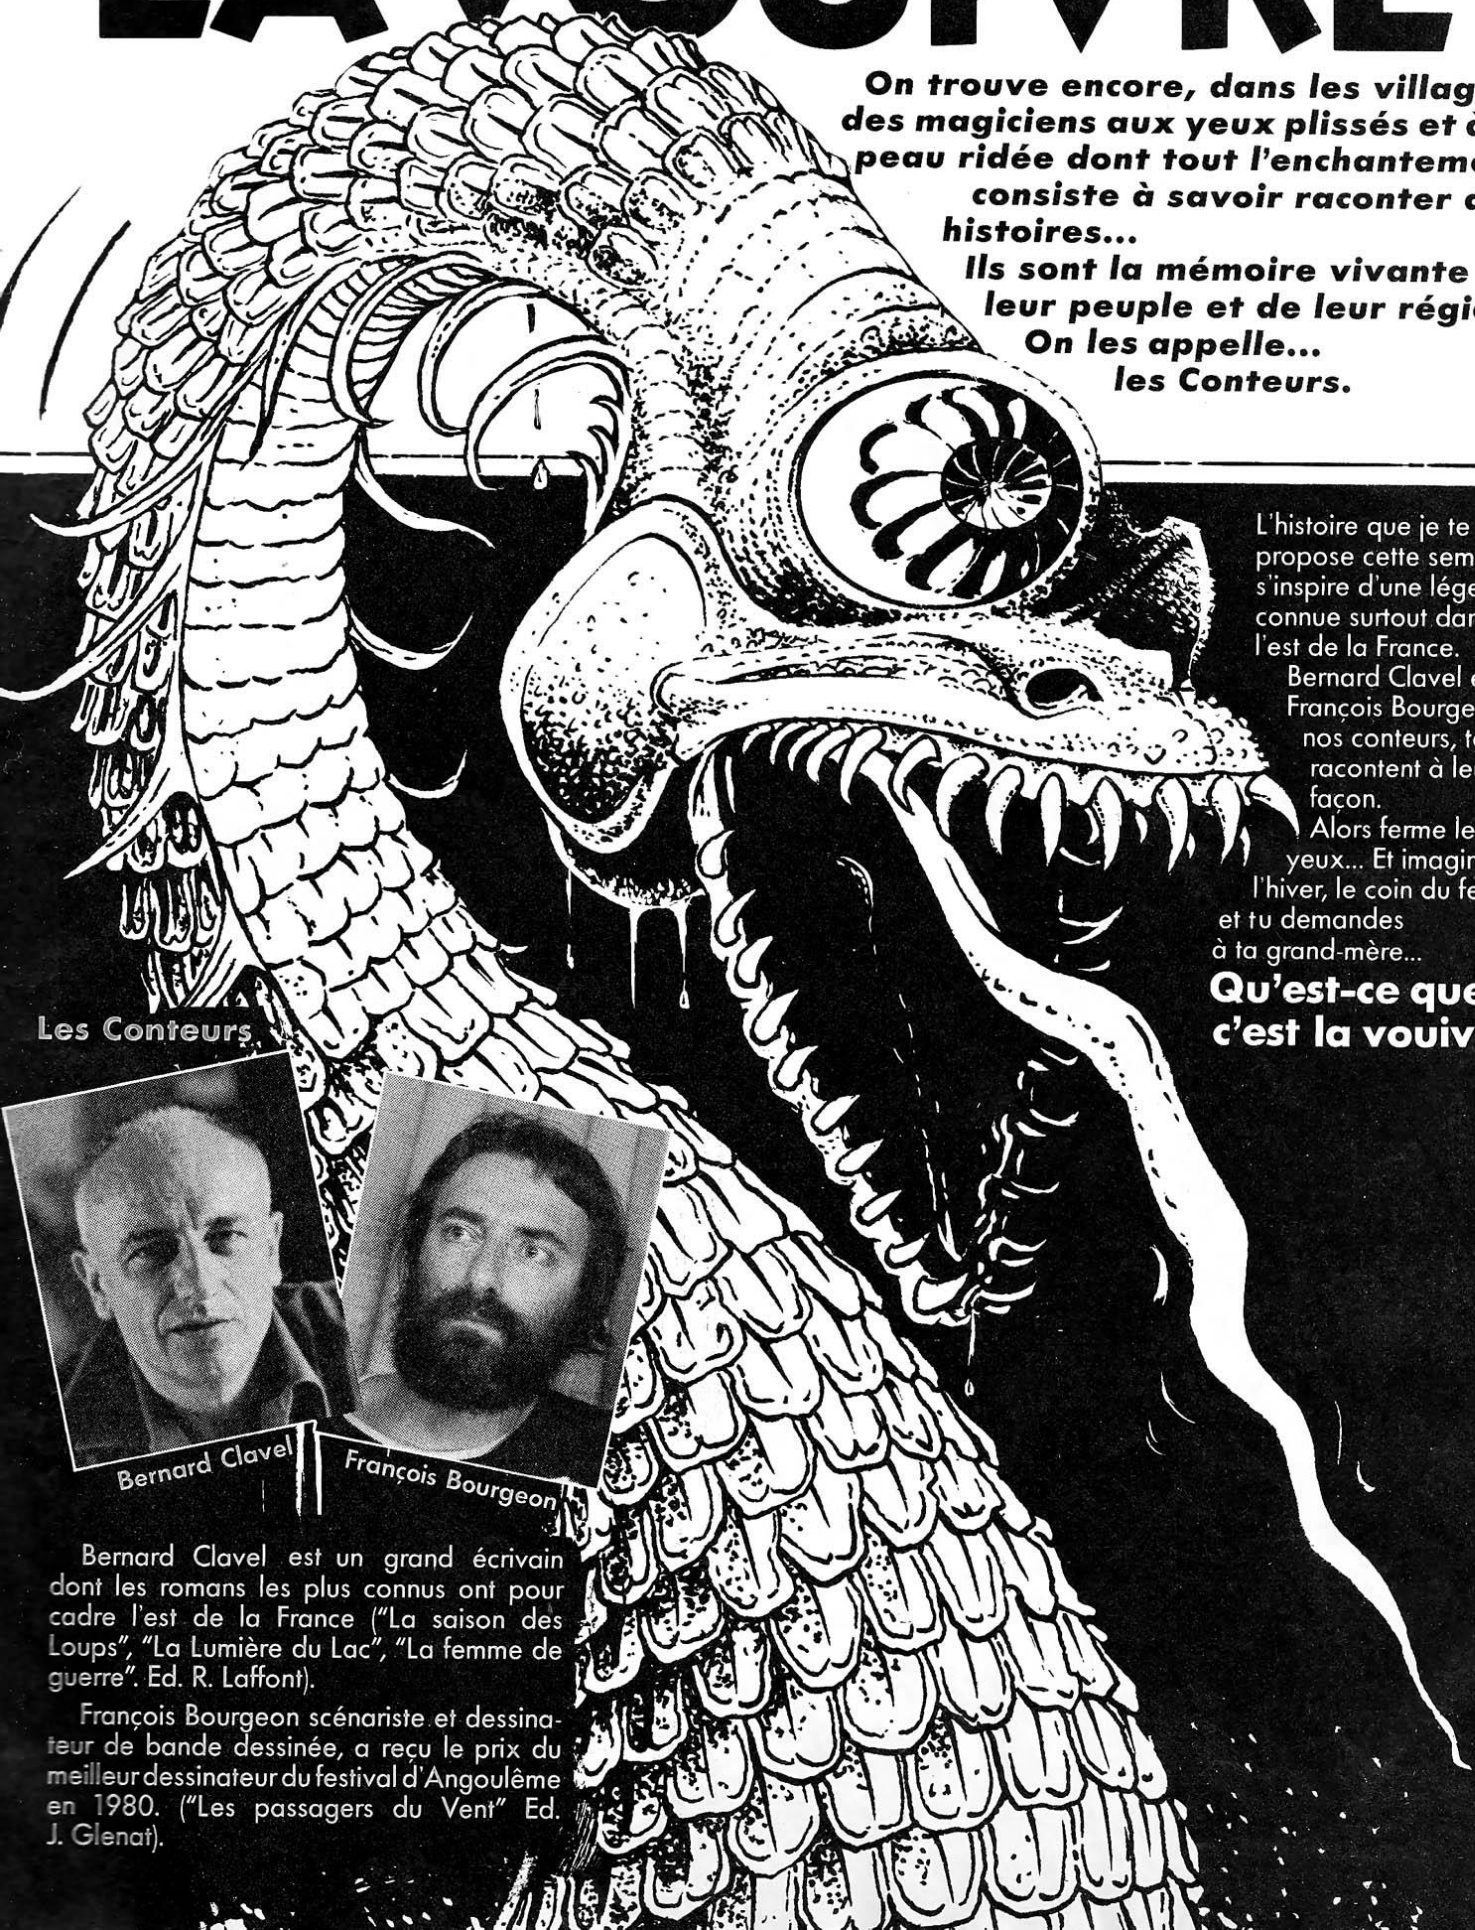 LA VOUIVRE
On trouve encore, dans les villag
des magiciens aux yeux plissés et à
peau ridée dont tout l'enchanteme
consiste à savoir raconter d
histoires...
Ils sont la mémoire vivante
leur peuple et de leur régio
On les appelle...
les Conteurs.
L'histoire que je te
propose cette sem
s'inspire d'une lége
connue surtout dan
l'est de la France.
Bernard Clavel e
François Bourge
nos conteurs, te
racontent à leu
façon.
Alors ferme le
yeux... Et imagin
l'hiver, le coin du fe
et tu demandes
à ta grand-mère...
Qu'est-ce que
c'est la vouiv
Les Conteurs
Bernard Clavel
François Bourgeon
Bernard Clavel est un grand écrivain
dont les romans les plus connus ont pour
cadre l'est de la France ("La saison des
Loups", "La Lumière du Lac", "La femme de
guerre". Ed. R. Laffont).
François Bourgeon scénariste et dessina-
teur de bande dessinée, a reçu le prix du
meilleur dessinateur du festival d'Angoulême
en 1980. ("Les passagers du Vent" Ed.
J. Glenat).